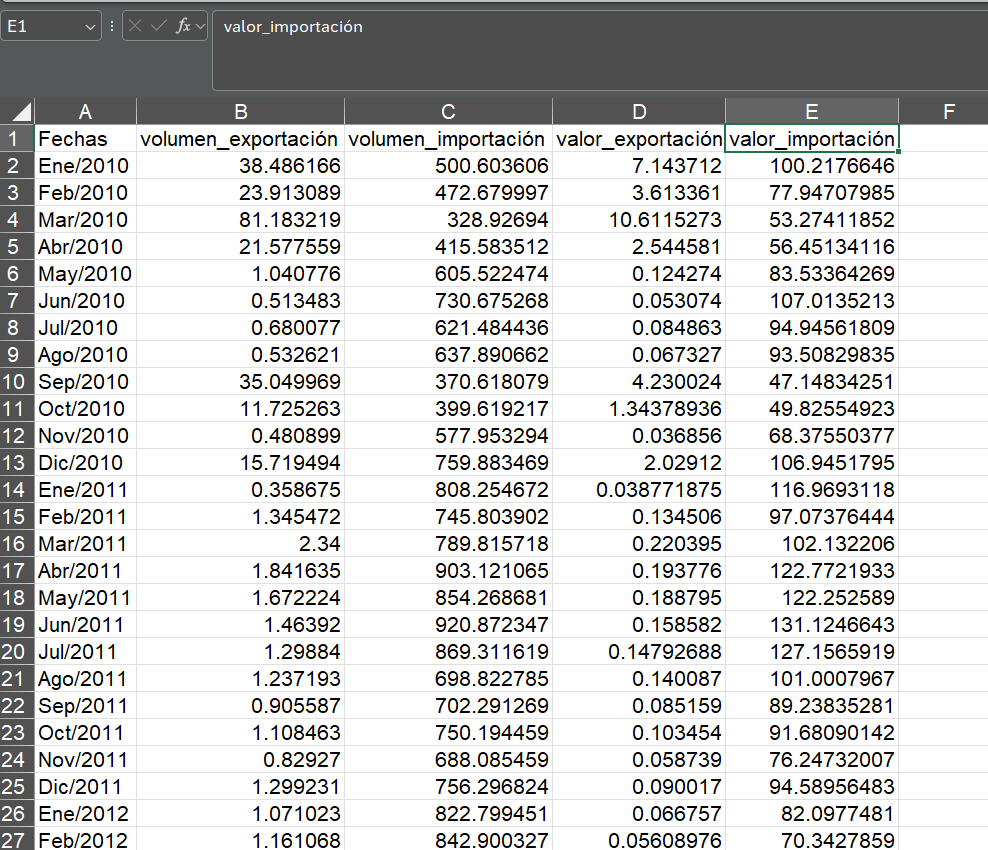 E1 fx valor_importación
A B C D E F
1 Fechas volumen_exportación volumen_importación valor_exportación valor_importación
2 Ene/2010 38.486166 500.603606 7.143712 100.2176646
3 Feb/2010 23.913089 472.679997 3.613361 77.94707985
4 Mar/2010 81.183219 328.92694 10.6115273 53.27411852
5 Abr/2010 21.577559 415.583512 2.544581 56.45134116
6 May/2010 1.040776 605.522474 0.124274 83.53364269
7 Jun/2010 0.513483 730.675268 0.053074 107.0135213
8 Jul/2010 0.680077 621.484436 0.084863 94.94561809
9 Ago/2010 0.532621 637.890662 0.067327 93.50829835
10 Sep/2010 35.049969 370.618079 4.230024 47.14834251
11 Oct/2010 11.725263 399.619217 1.34378936 49.82554923
12 Nov/2010 0.480899 577.953294 0.036856 68.37550377
13 Dic/2010 15.719494 759.883469 2.02912 106.9451795
14 Ene/2011 0.358675 808.254672 0.038771875 116.9693118
15 Feb/2011 1.345472 745.803902 0.134506 97.07376444
16 Mar/2011 2.34 789.815718 0.220395 102.132206
17 Abr/2011 1.841635 903.121065 0.193776 122.7721933
18 May/2011 1.672224 854.268681 0.188795 122.252589
19 Jun/2011 1.46392 920.872347 0.158582 131.1246643
20 Jul/2011 1.29884 869.311619 0.14792688 127.1565919
21 Ago/2011 1.237193 698.822785 0.140087 101.0007967
22 Sep/2011 0.905587 702.291269 0.085159 89.23835281
23 Oct/2011 1.108463 750.194459 0.103454 91.68090142
24 Nov/2011 0.82927 688.085459 0.058739 76.24732007
25 Dic/2011 1.299231 756.296824 0.090017 94.58956483
26 Ene/2012 1.071023 822.799451 0.066757 82.0977481
27 Feb/2012 1.161068 842.900327 0.05608976 70.3427859